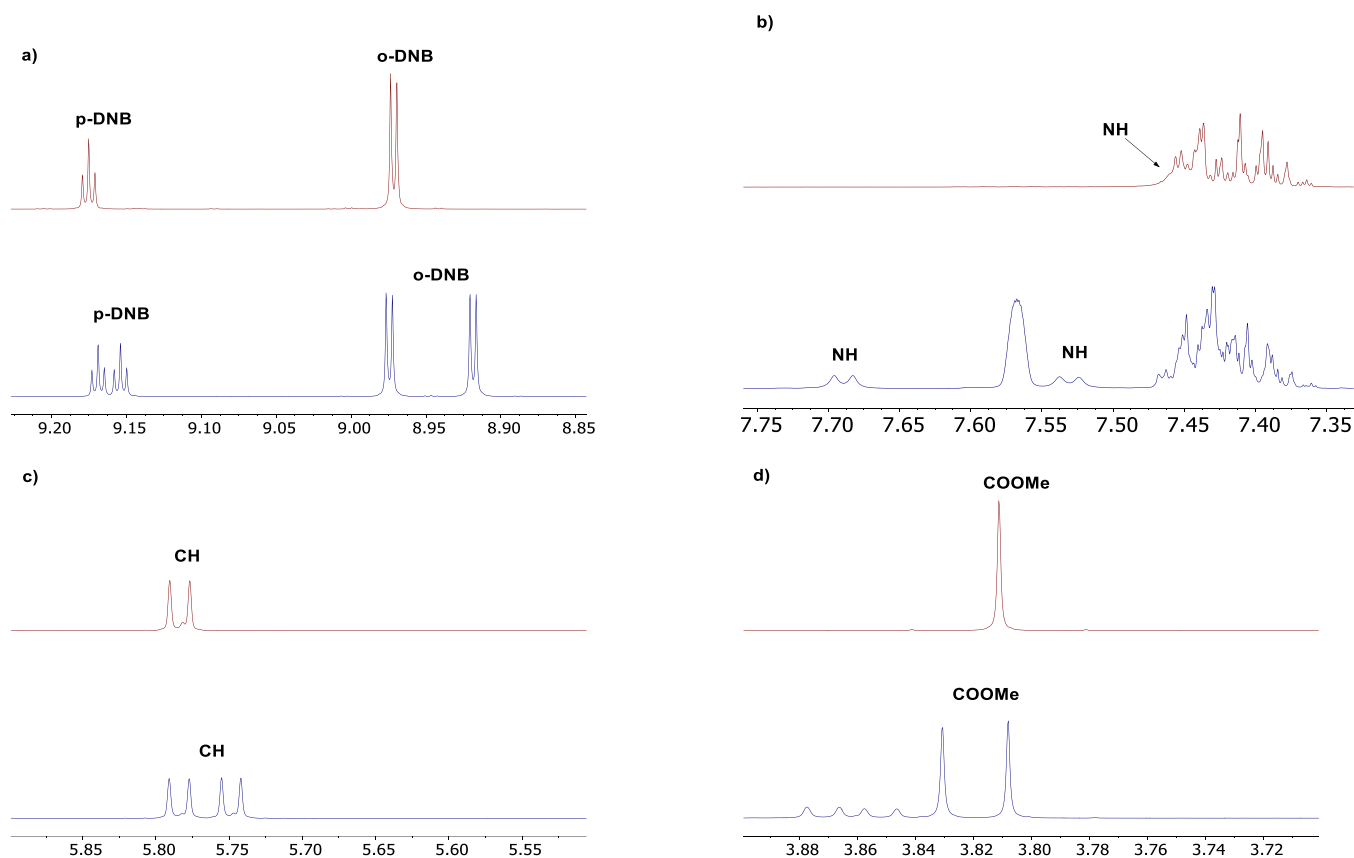 a)
p-DNB
o-DNB
p-DNB
o-DNB
9.20 9.15 9.10 9.05 9.00 8.95 8.90 8.85
b)
NH
NH
NH
7.75 7.70 7.65 7.60 7.55 7.50 7.45 7.40 7.35
c)
CH
CH
5.85 5.80 5.75 5.70 5.65 5.60 5.55
d)
COOMe
COOMe
3.88 3.86 3.84 3.82 3.80 3.78 3.76 3.74 3.72